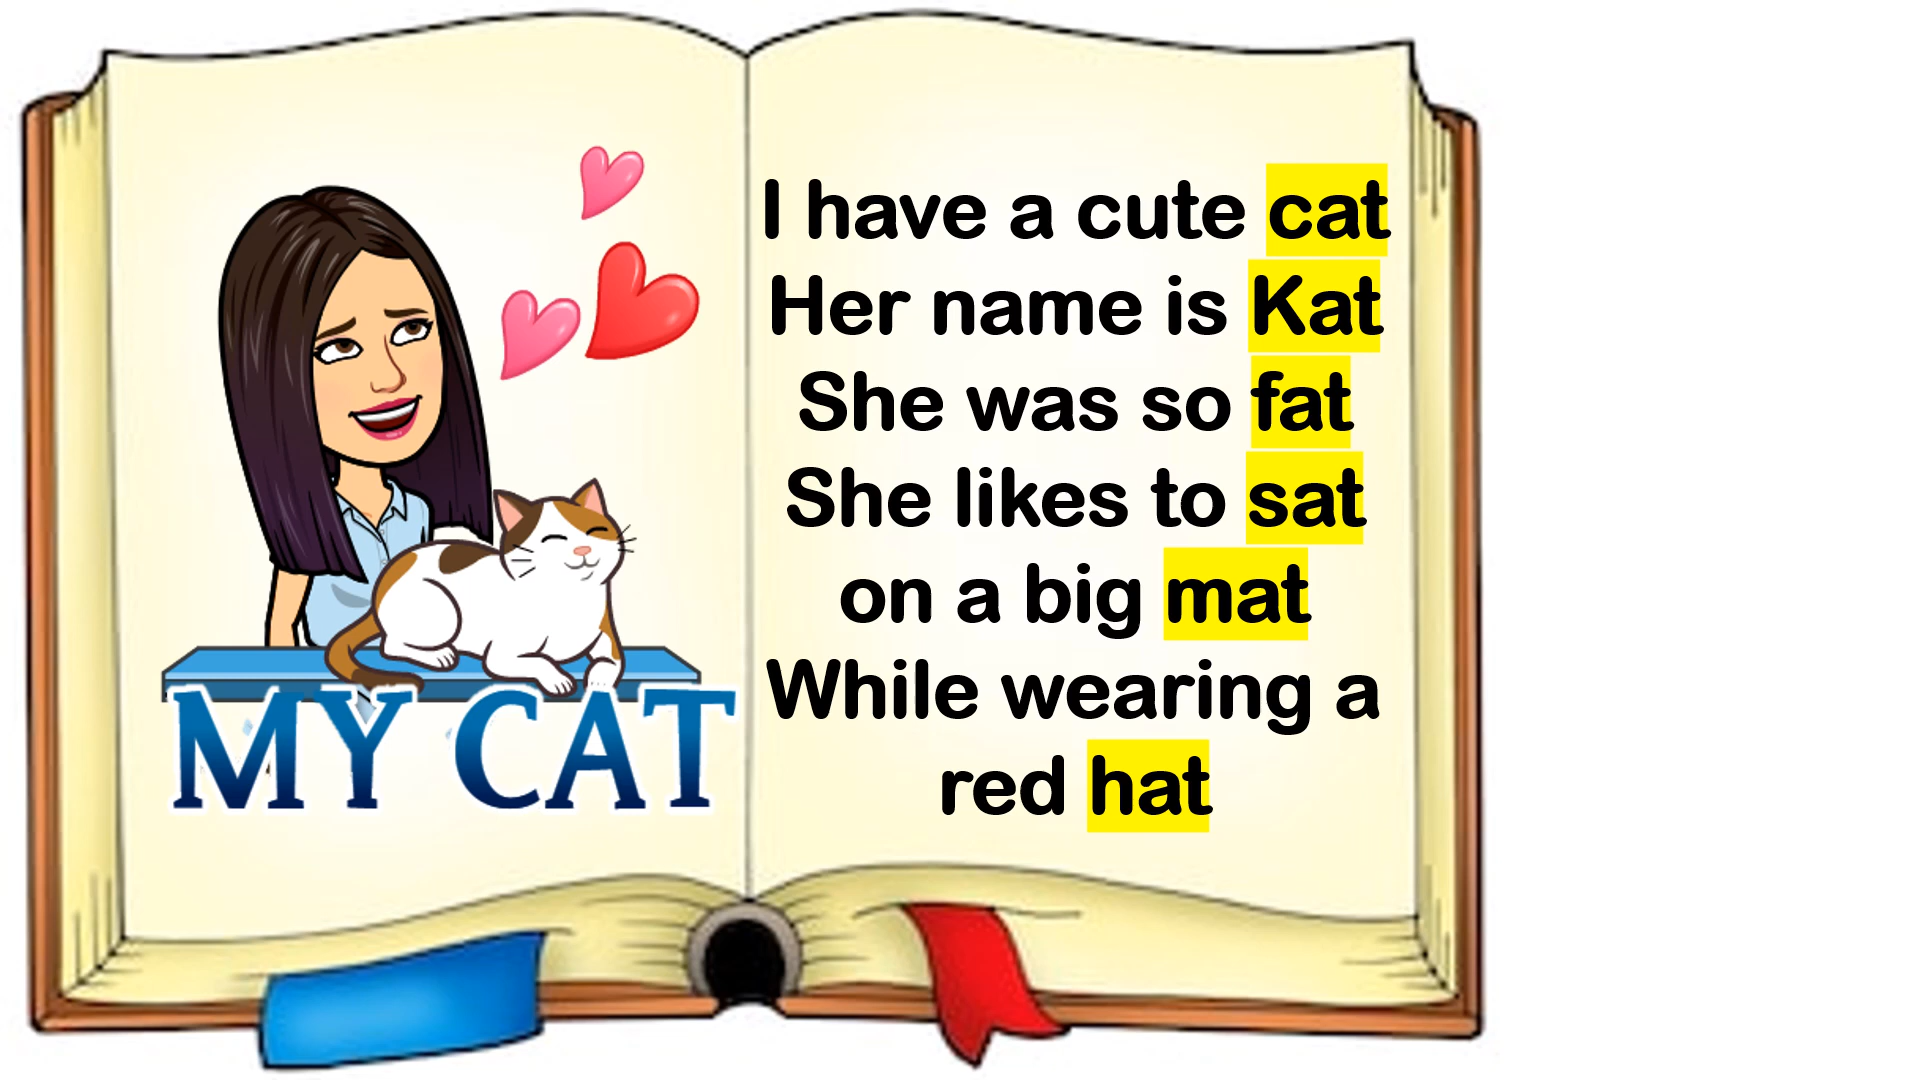 MY CAT
I have a cute cat
Her name is Kat
She was so fat
She likes to sat
on a big mat
While wearing a
red hat